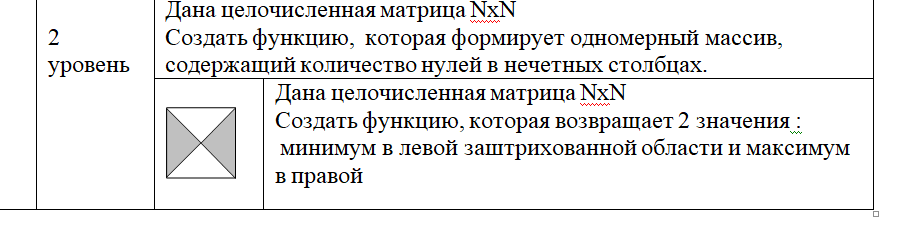 Дана целочисленная матрица NxN
2
уровень
Создать функцию, которая формирует одномерный массив,
содержащий количество нулей в нечетных столбцах.
Дана целочисленная матрица NxN
Создать функцию, которая возвращает 2 значения :
минимум в левой заштрихованной области и максимум
в правой